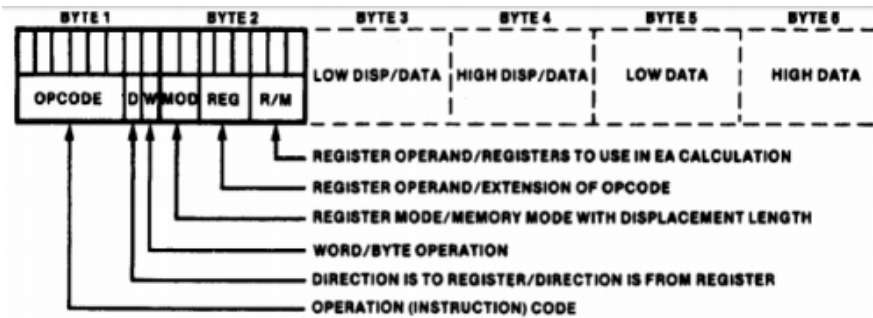 BYTE 1 BYTE 2 BYTE 3 BYTE 4 BYTE 5 BYTE 6
OPCODE D W MOD REG R/M LOW DISP/DATA HIGH DISP/DATA LOW DATA HIGH DATA
REGISTER OPERAND/REGISTERS TO USE IN EA CALCULATION
REGISTER OPERAND/EXTENSION OF OPCODE
REGISTER MODE/MEMORY MODE WITH DISPLACEMENT LENGTH
WORD/BYTE OPERATION
DIRECTION IS TO REGISTER/DIRECTION IS FROM REGISTER
OPERATION (INSTRUCTION) CODE